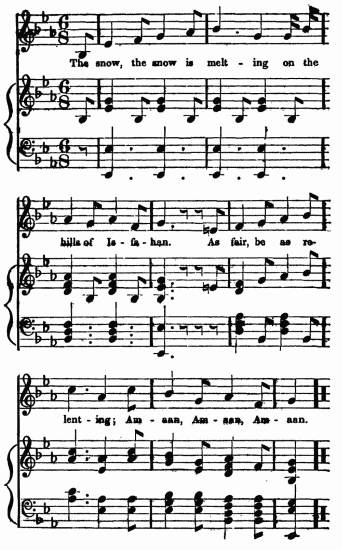 The snow, the snow is melt - ing on the
hills of Is - fa - han. As fair, be as re-
lent - ing; Am - aan, Am - aan, Am - aan.